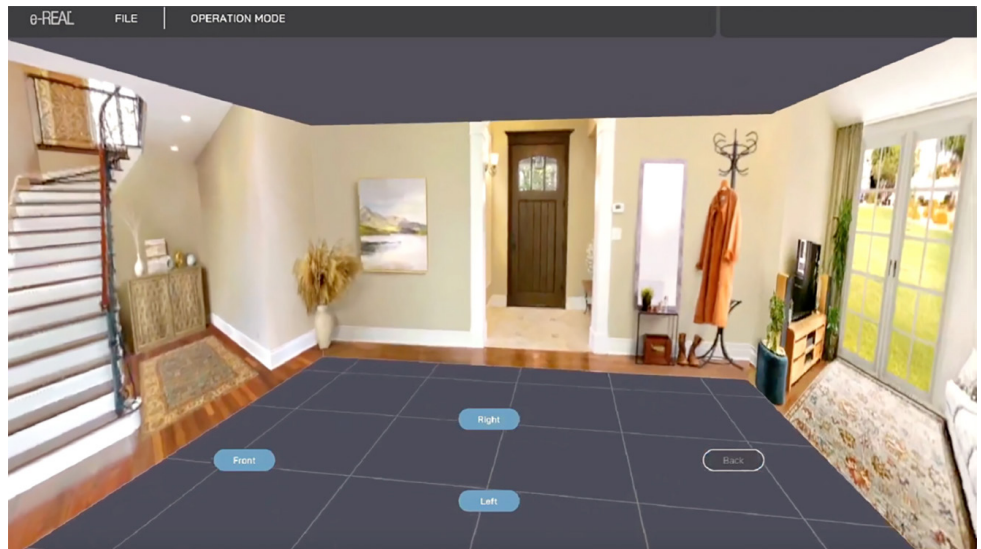 e-REAL FILE OPERATION MODE
Right
Front
Back
Left